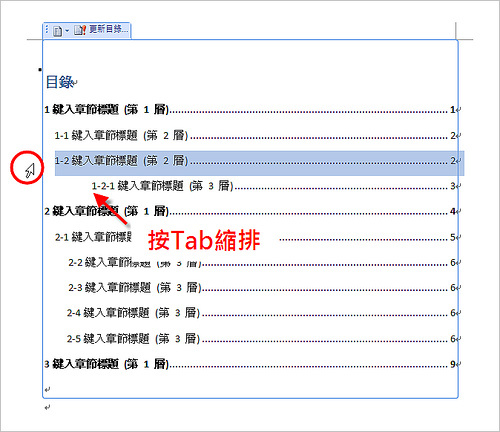 更新目錄...
目錄
1 鍵入章節標題 (第 1 層)........................1
1-1 鍵入章節標題 (第 2 層)........................2
1-2 鍵入章節標題 (第 2 層)........................2
1-2-1 鍵入章節標題 (第 3 層)........................3
2 鍵入章節標題 (第 1 層)........................4
2-1 鍵入章節標題........................5
按Tab縮排
2-2 鍵入章節標題 (第 3 層)........................6
2-3 鍵入章節標題 (第 3 層)........................6
2-4 鍵入章節標題 (第 3 層)........................6
2-5 鍵入章節標題 (第 3 層)........................6
3 鍵入章節標題 (第 1 層)........................9